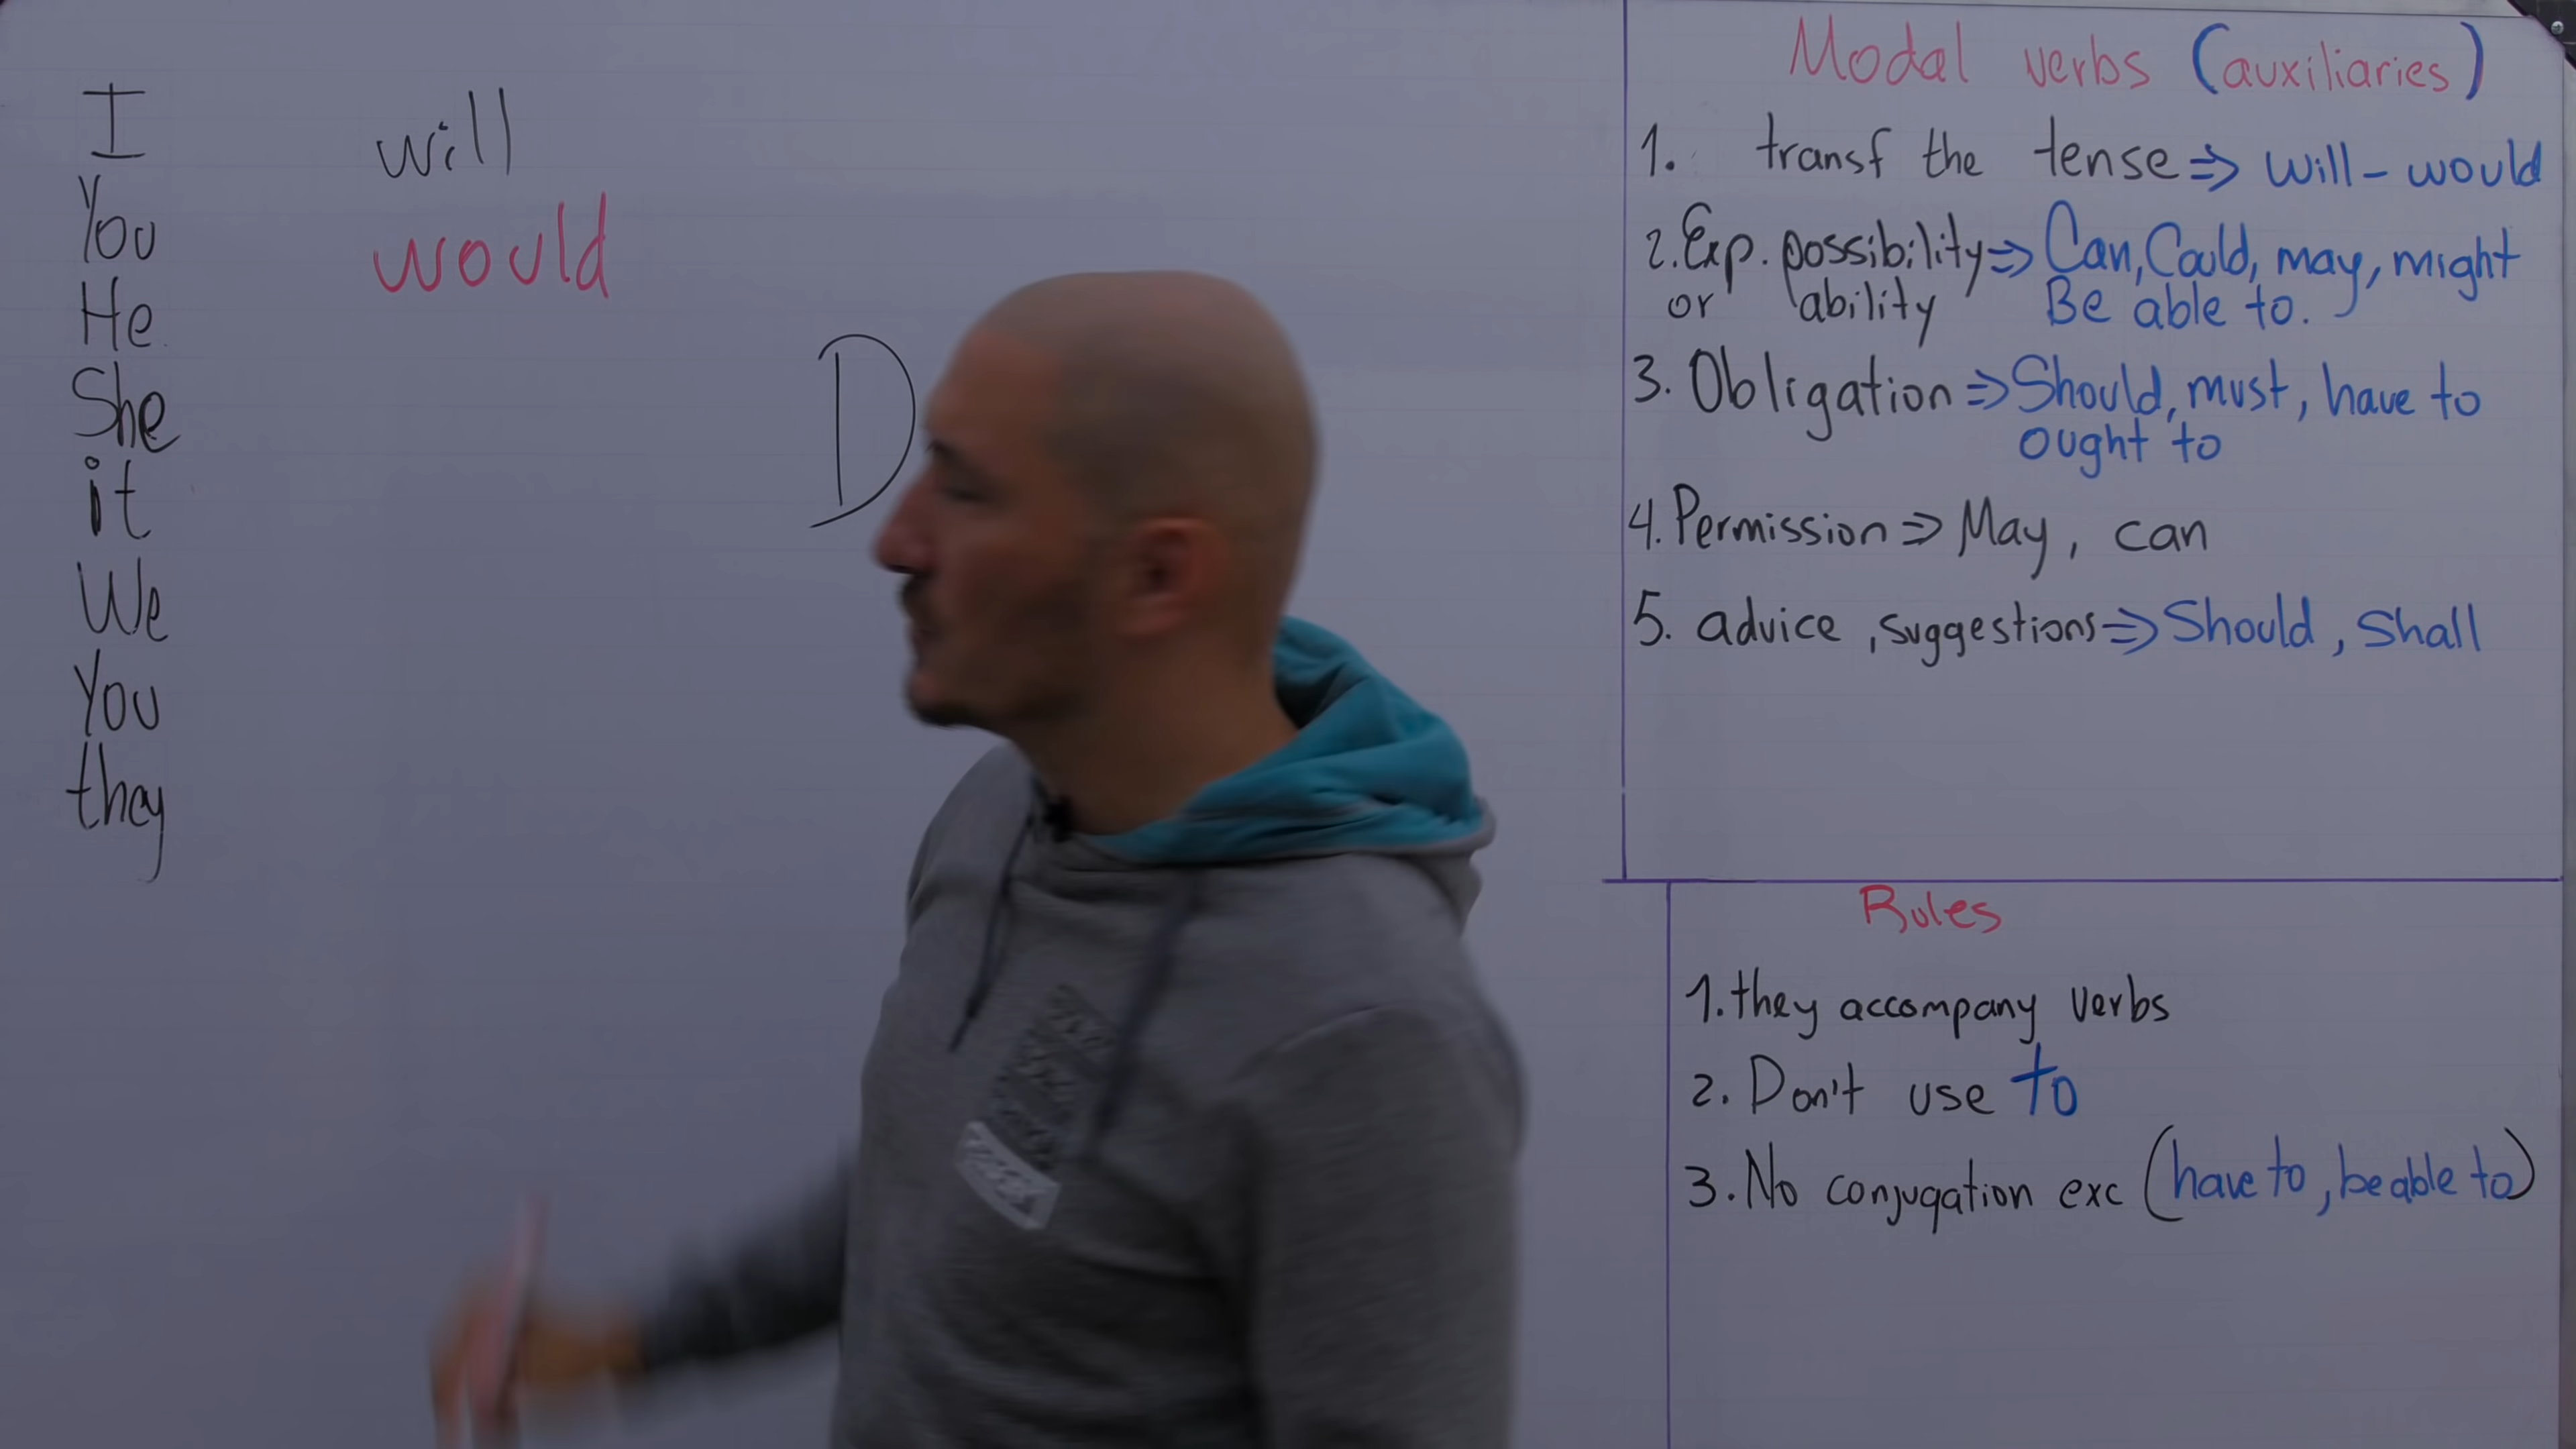 I
You
He
She
it
We
You
they
will
would
D
Modal verbs (auxiliaries)
1. transf the tense ⇒ will - would
2. Exp. possibility ⇒ Can, Could, may, might
or ability Be able to.
3. Obligation ⇒ Should, must, have to
ought to
4. Permission ⇒ May, can
5. advice, suggestions ⇒ Should, Shall
Rules
1. they accompany verbs
2. Don't use to
3. No conjugation exc (have to, be able to)